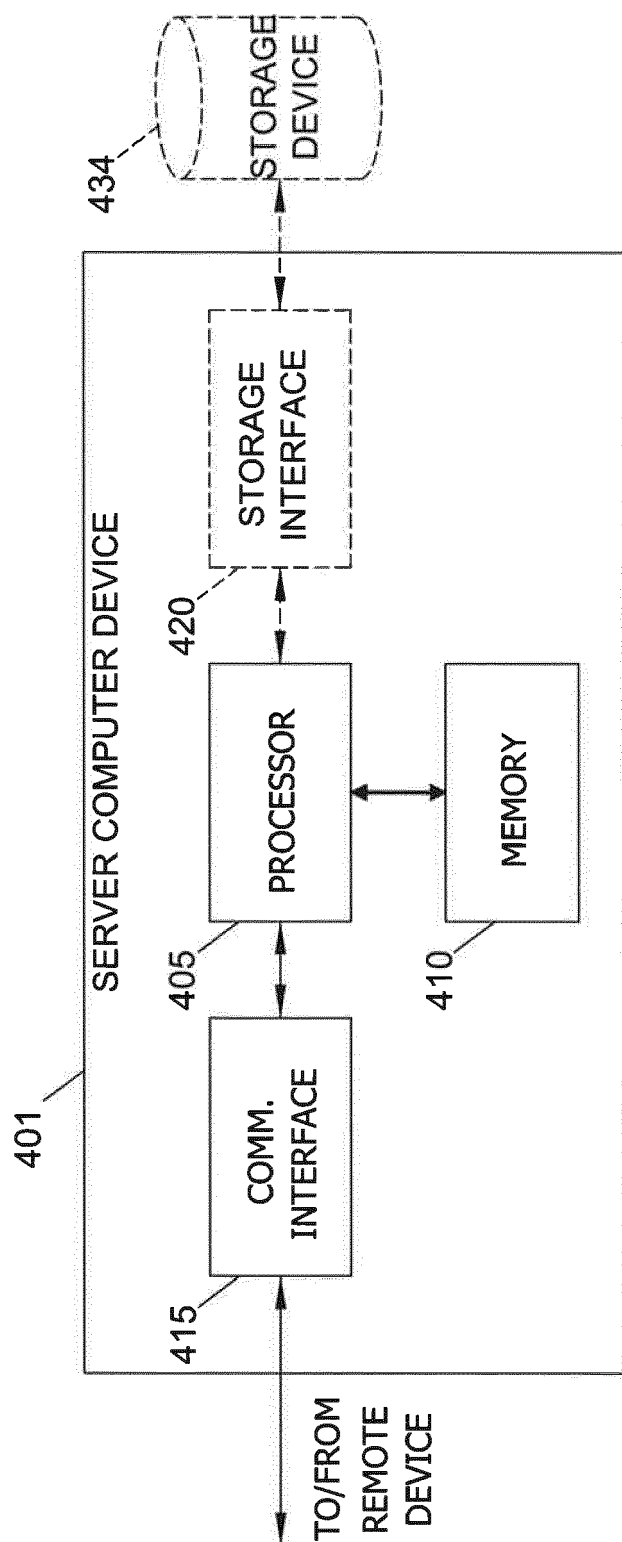 401
SERVER COMPUTER DEVICE
434
STORAGE
DEVICE
415
COMM.
INTERFACE
405
PROCESSOR
420
STORAGE
INTERFACE
410
MEMORY
TO/FROM
REMOTE
DEVICE